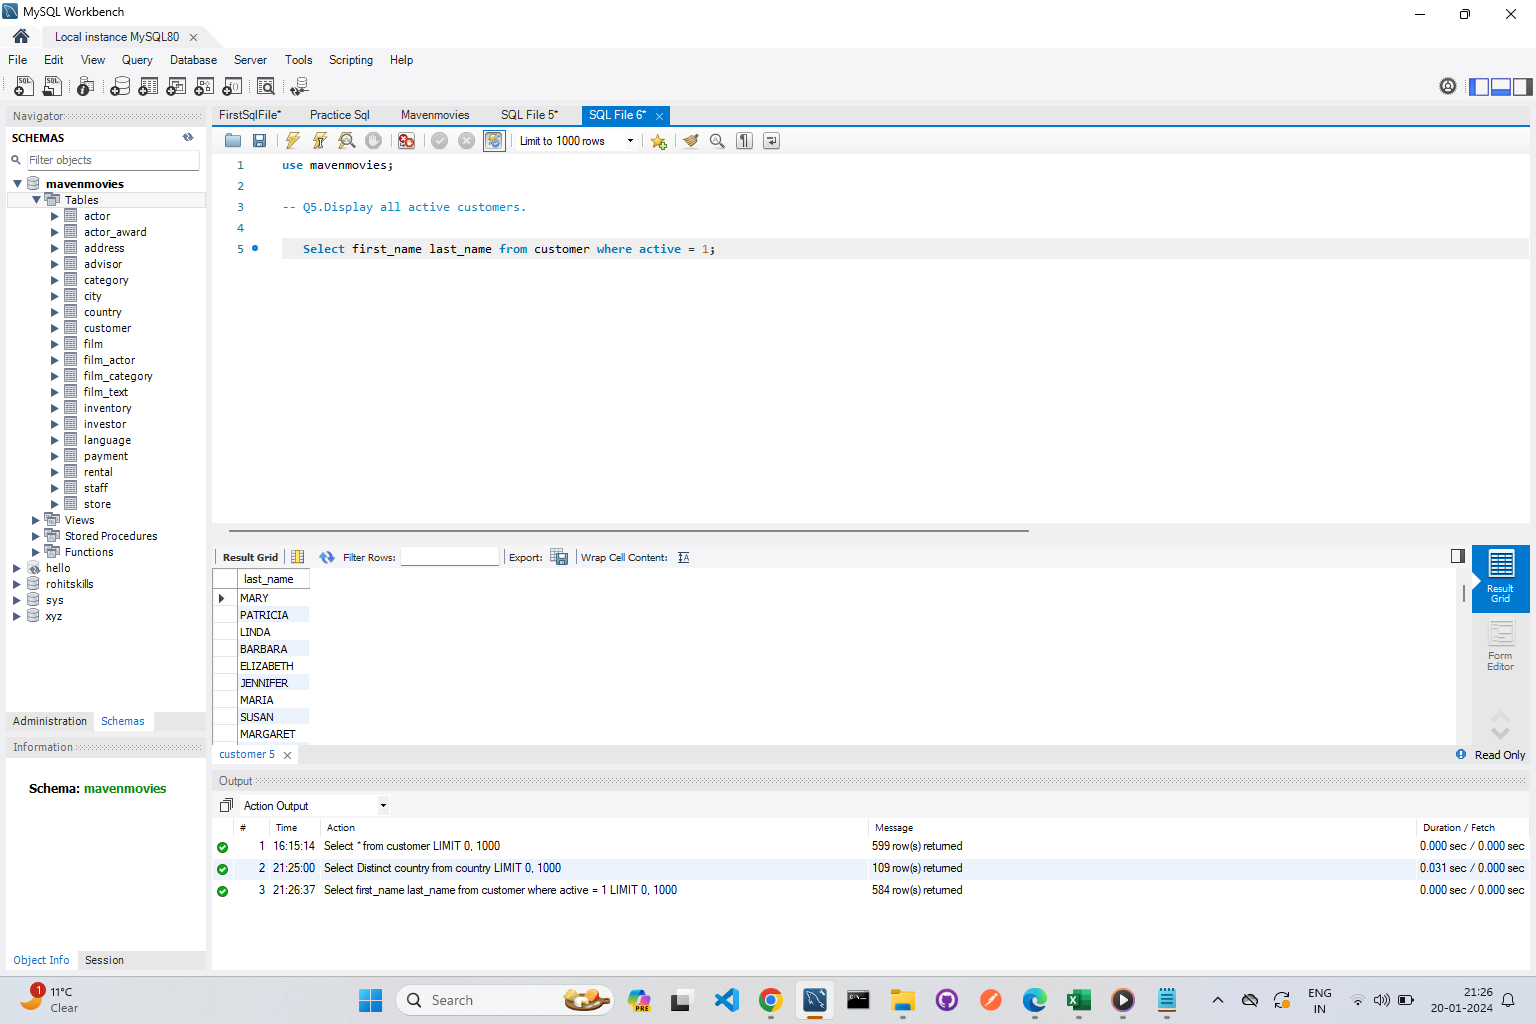 MySQL Workbench
Local instance MySQL80
File Edit View Query Database Server Tools Scripting Help
Navigator
SCHEMAS
Filter objects
mavenmovies
Tables
actor
actor_award
address
advisor
category
city
country
customer
film
film_actor
film_category
film_text
inventory
investor
language
payment
rental
staff
store
Views
Stored Procedures
Functions
hello
rohitskills
sys
xyz
Administration Schemas
Information
Schema: mavenmovies
Object Info Session
FirstSqlFile* Practice Sql Mavenmovies SQL File 5* SQL File 6*
Limit to 1000 rows
1 use mavenmovies;
2
3 -- Q5.Display all active customers.
4
5 Select first_name last_name from customer where active = 1;
Result Grid Filter Rows: Export: Wrap Cell Content:
last_name
MARY
PATRICIA
LINDA
BARBARA
ELIZABETH
JENNIFER
MARIA
SUSAN
MARGARET
Result
Grid
Form
Editor
customer 5 Read Only
Output
Action Output
# Time Action Message Duration / Fetch
1 16:15:14 Select * from customer LIMIT 0, 1000 599 row(s) returned 0.000 sec / 0.000 sec
2 21:25:00 Select Distinct country from country LIMIT 0, 1000 109 row(s) returned 0.031 sec / 0.000 sec
3 21:26:37 Select first_name last_name from customer where active = 1 LIMIT 0, 1000 584 row(s) returned 0.000 sec / 0.000 sec
1
11°C
Clear
Search
PRE
ENG
IN
21:26
20-01-2024